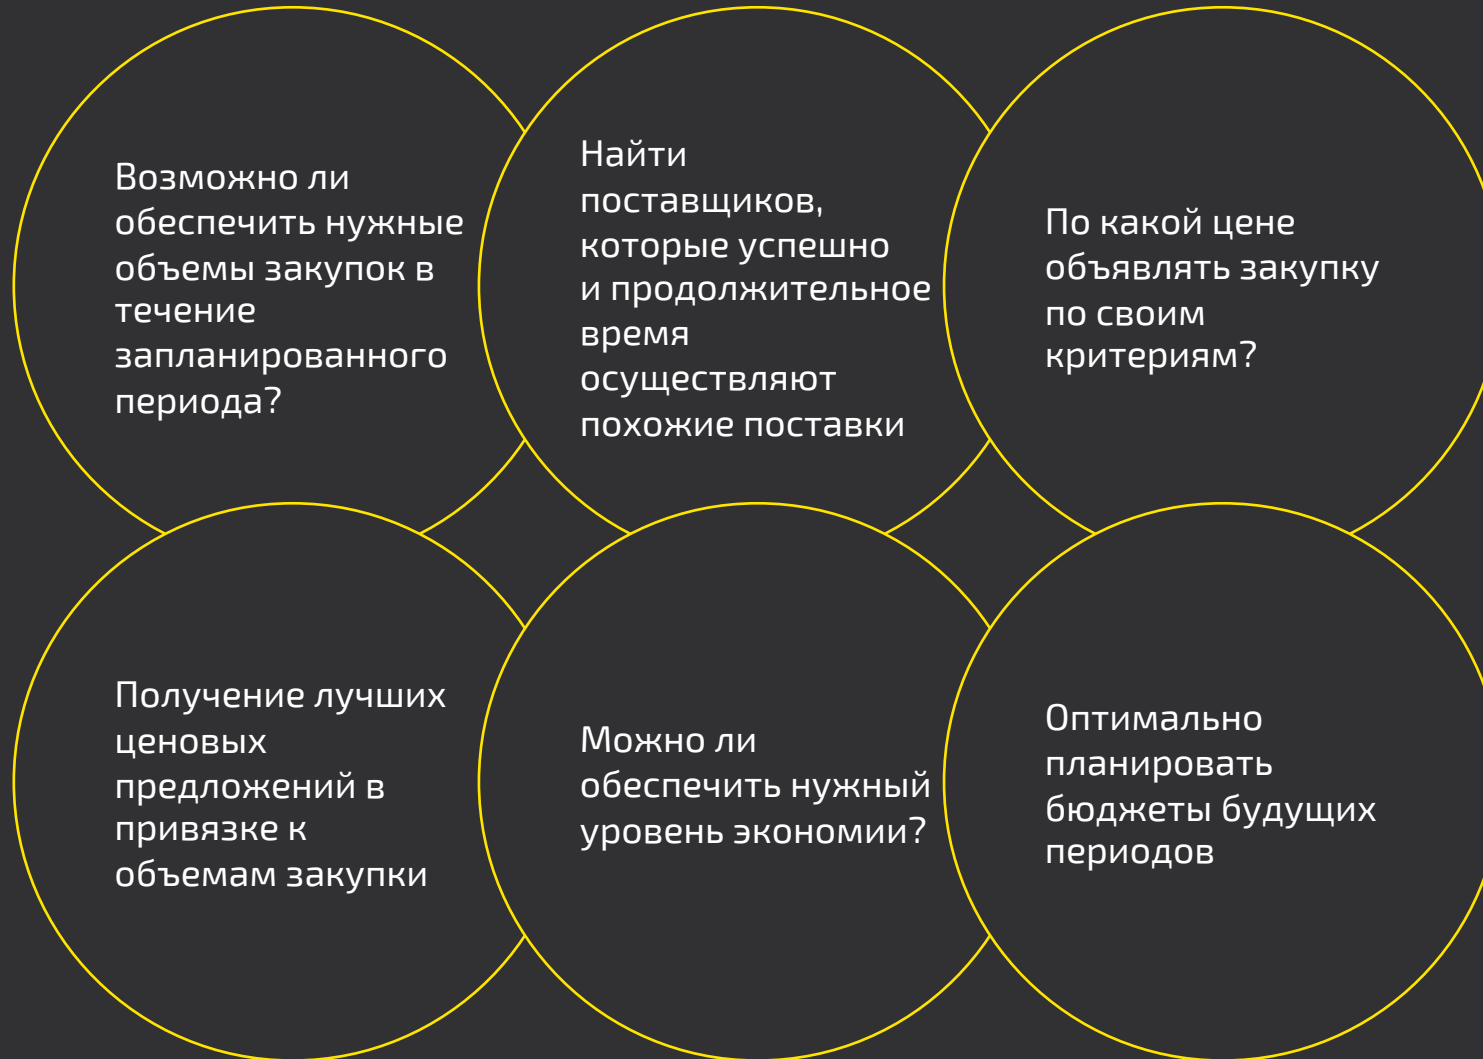 Возможно ли
обеспечить нужные
объемы закупок в
течение
запланированного
периода?
Найти
поставщиков,
которые успешно
и продолжительное
время
осуществляют
похожие поставки
По какой цене
объявлять закупку
по своим
критериям?
Получение лучших
ценовых
предложений в
привязке к
объемам закупки
Можно ли
обеспечить нужный
уровень экономии?
Оптимально
планировать
бюджеты будущих
периодов